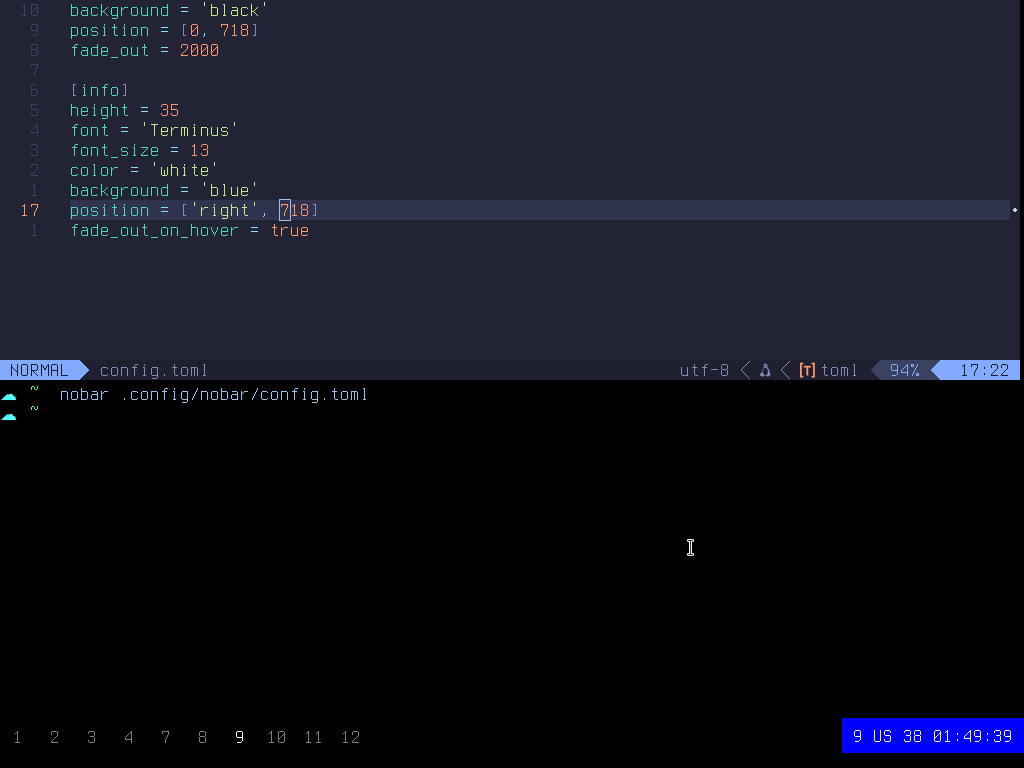 10 background = 'black'
9 position = [0, 718]
8 fade_out = 2000
7
6 [info]
5 height = 35
4 font = 'Terminus'
3 font_size = 13
2 color = 'white'
1 background = 'blue'
17 position = ['right', 718]
1 fade_out_on_hover = true
NORMAL config.toml utf-8 [T] toml 94% 17:22
~ nobar .config/nobar/config.toml
~
1 2 3 4 7 8 9 10 11 12 9 US 38 01:49:39